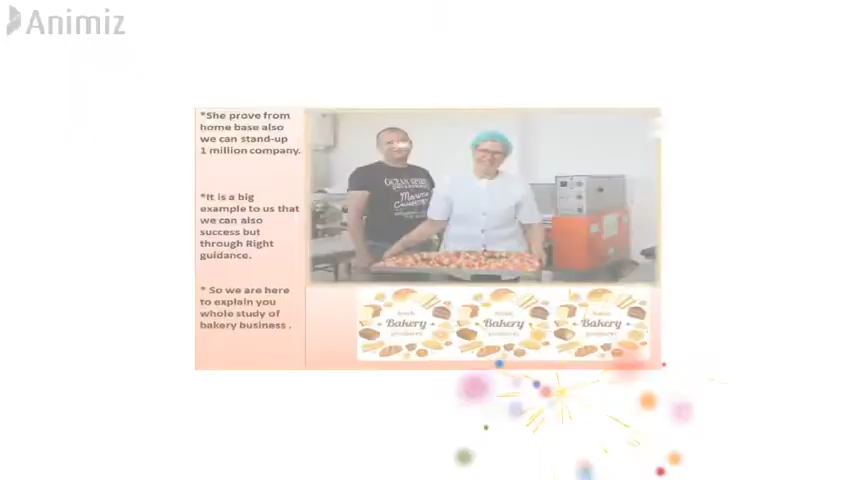 Animiz
*She prove from
home base also
we can stand-up
1 million company.
*It is a big
example to us that
we can also
success but
through Right
guidance.
* So we are here
to explain you
whole study of
bakery business .
OCEAN
Bakery
Bakery
Bakery